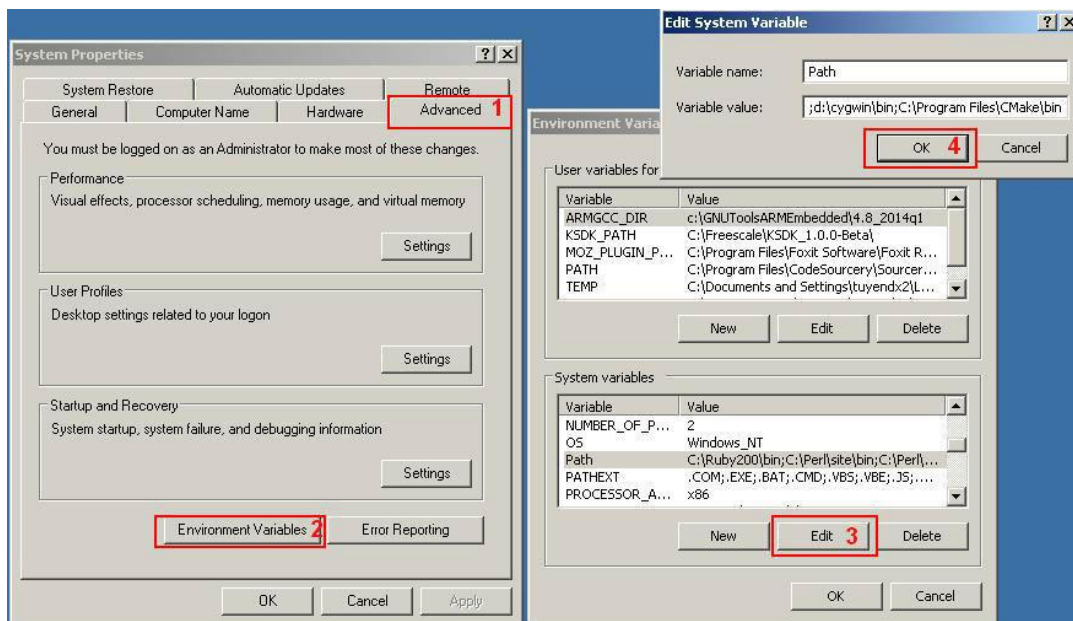 System Properties
System Restore Automatic Updates Remote
General Computer Name Hardware Advanced 1
You must be logged on as an Administrator to make most of these changes.
Performance
Visual effects, processor scheduling, memory usage, and virtual memory
Settings
User Profiles
Desktop settings related to your logon
Settings
Startup and Recovery
System startup, system failure, and debugging information
Settings
Environment Variables 2 Error Reporting
OK Cancel Apply
Edit System Variable
Variable name: Path
Variable value: ;d:\cygwin\bin;C:\Program Files\CMake\bin
OK 4 Cancel
Environment Varia
User variables for
Variable Value
ARMGCC_DIR c:\GNUToolsARMEmbedded\4.8_2014q1
KSDK_PATH C:\Freescale\KSDK_1.0.0-Beta\
MOZ_PLUGIN_P... C:\Program Files\Foxit Software\Foxit R...
PATH C:\Program Files\CodeSourcery\Sourcer...
TEMP C:\Documents and Settings\tuyendx2\L...
New Edit Delete
System variables
Variable Value
NUMBER_OF_P... 2
OS Windows_NT
Path C:\Ruby200\bin;C:\Perl\site\bin;C:\Perl\...
PATHEXT .COM;.EXE;.BAT;.CMD;.VBS;.VBE;.JS;....
PROCESSOR_A... x86
New Edit 3 Delete
OK Cancel